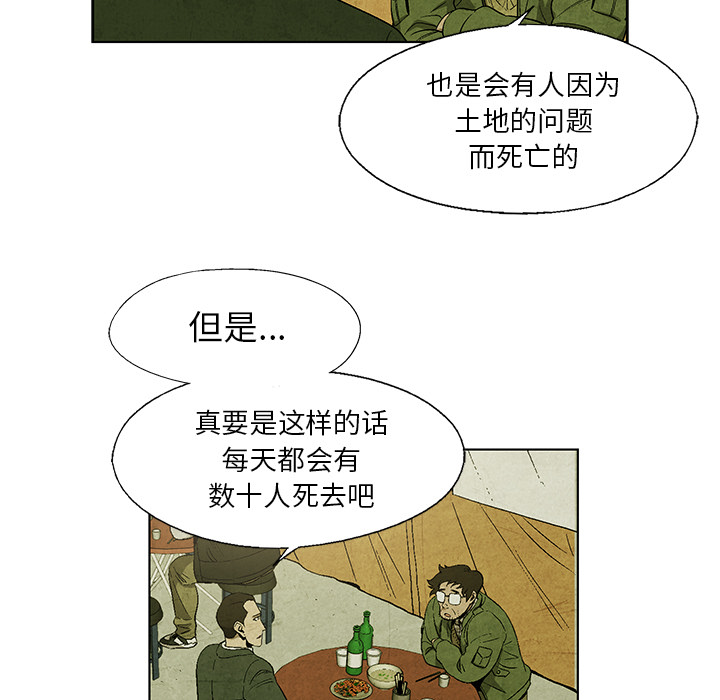 也是会有人因为
土地的问题
而死亡的
但是...
真要是这样的话
每天都会有
数十人死去吧